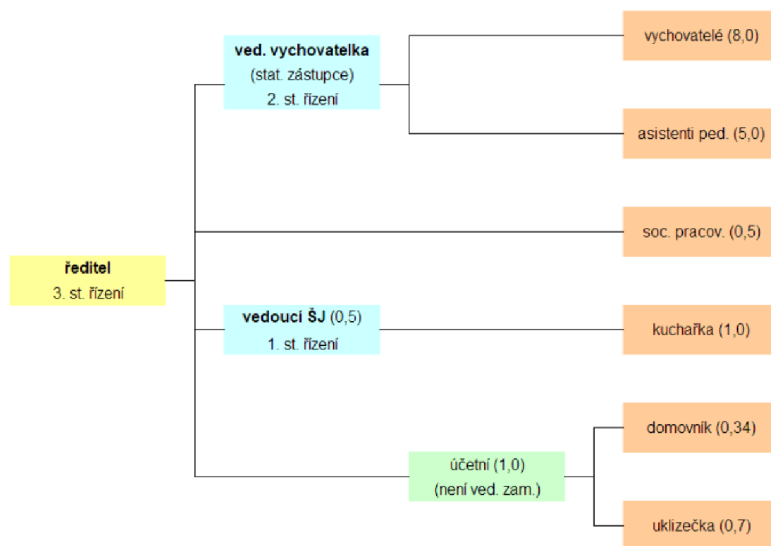 ved. vychovatelka
(stat. zástupce)
2. st. řízení
vychovatelé (8,0)
asistenti ped. (5,0)
soc. pracov. (0,5)
ředitel
3. st. řízení
vedoucí ŠJ (0,5)
1. st. řízení
kuchařka (1,0)
domovník (0,34)
účetní (1,0)
(není ved. zam.)
uklizečka (0,7)